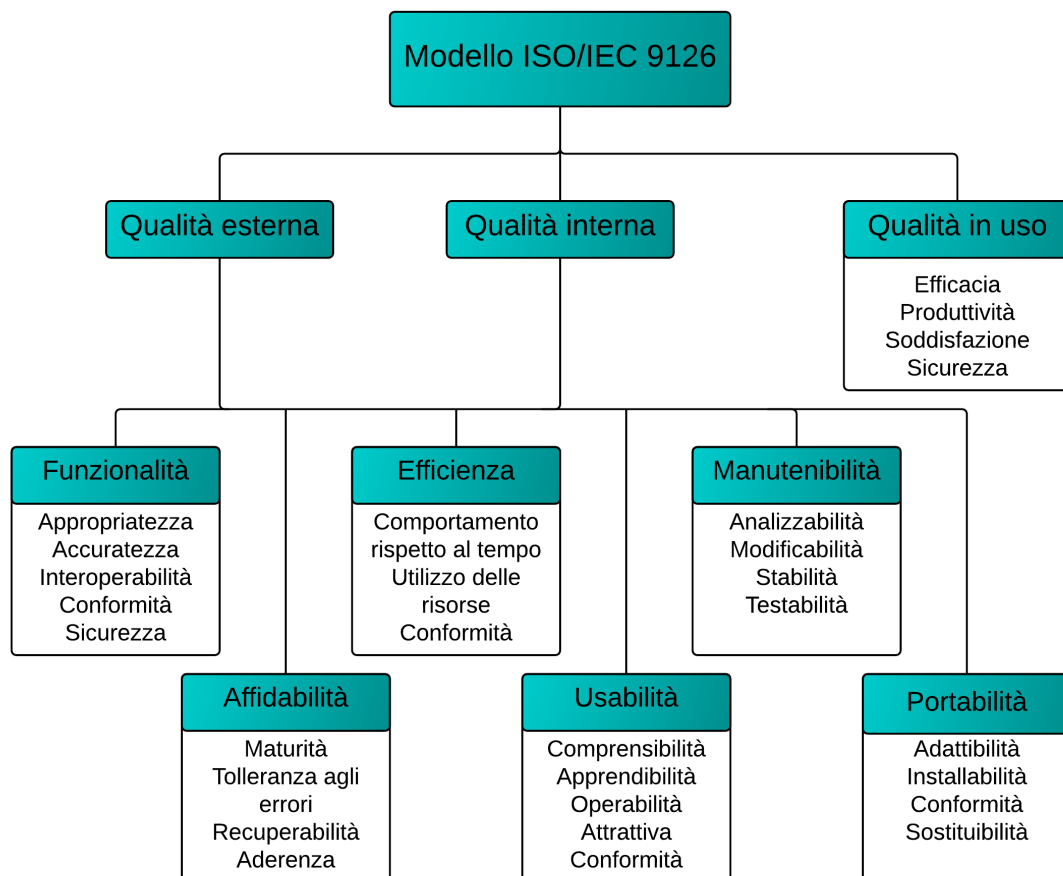 Modello ISO/IEC 9126
Qualità esterna
Qualità interna
Qualità in uso
Efficacia
Produttività
Soddisfazione
Sicurezza
Funzionalità
Appropriatezza
Accuratezza
Interoperabilità
Conformità
Sicurezza
Efficienza
Comportamento
rispetto al tempo
Utilizzo delle
risorse
Conformità
Manutenibilità
Analizzabilità
Modificabilità
Stabilità
Testabilità
Affidabilità
Maturità
Tolleranza agli
errori
Recuperabilità
Aderenza
Usabilità
Comprensibilità
Apprendibilità
Operabilità
Attrattiva
Conformità
Portabilità
Adattibilità
Installabilità
Conformità
Sostituibilità